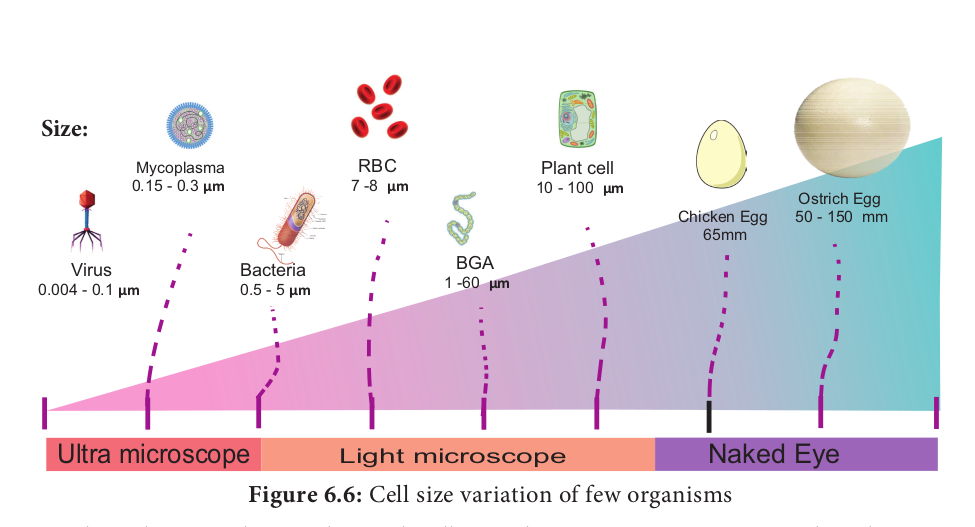 Size:
Mycoplasma
0.15 - 0.3 µm
RBC
7 -8 µm
Plant cell
10 - 100 µm
Ostrich Egg
50 - 150 mm
Chicken Egg
65mm
Virus
0.004 - 0.1 µm
Bacteria
0.5 - 5 µm
BGA
1 -60 µm
Ultra microscope
Light microscope
Naked Eye
Figure 6.6: Cell size variation of few organisms